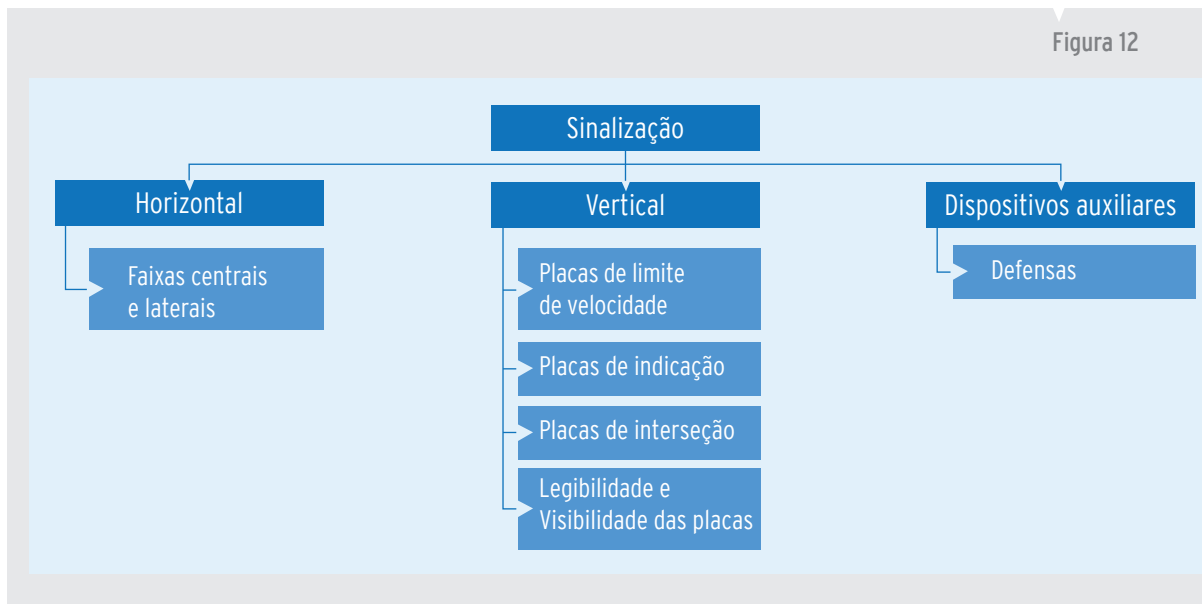 Figura 12
Sinalização
Horizontal
Faixas centrais
e laterais
Vertical
Placas de limite
de velocidade
Placas de indicação
Placas de interseção
Legibilidade e
Visibilidade das placas
Dispositivos auxiliares
Defensas